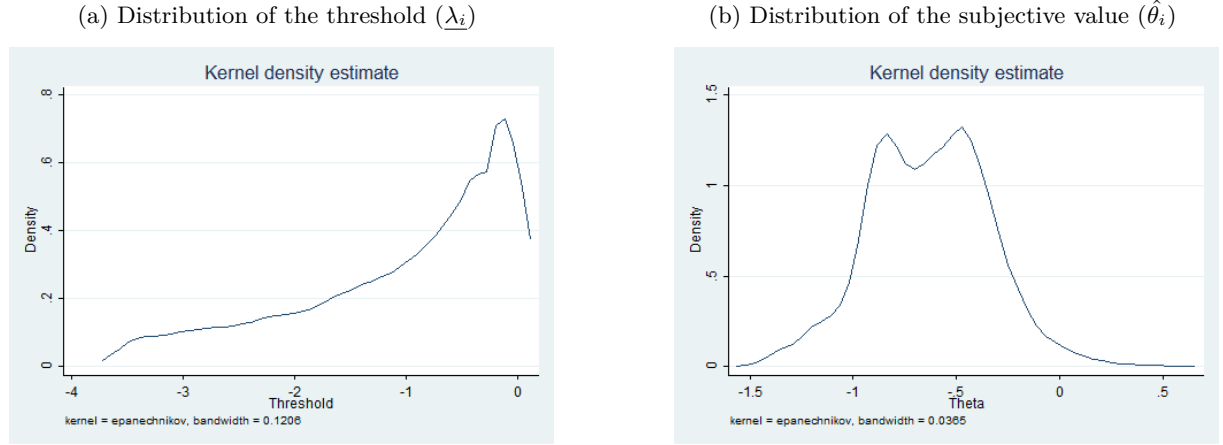 (a) Distribution of the threshold (λ_i)
Kernel density estimate
Density
.8
.6
.4
.2
0
-4
-3
-2
-1
0
Threshold
kernel = epanechnikov, bandwidth = 0.1206
(b) Distribution of the subjective value (θ̂_i)
Kernel density estimate
Density
1.5
1
.5
0
-1.5
-1
-.5
0
.5
Theta
kernel = epanechnikov, bandwidth = 0.0365